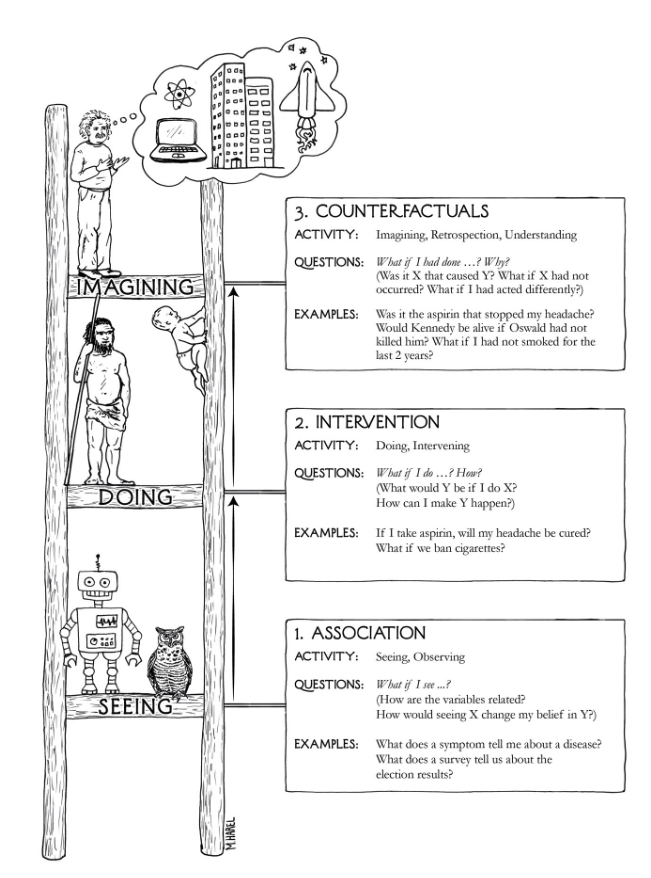 3. COUNTERFACTUALS
ACTIVITY: Imagining, Retrospection, Understanding
QUESTIONS: What if I had done …? Why?
(Was it X that caused Y? What if X had not
occurred? What if I had acted differently?)
EXAMPLES: Was it the aspirin that stopped my headache?
Would Kennedy be alive if Oswald had not
killed him? What if I had not smoked for the
last 2 years?
IMAGINING
2. INTERVENTION
ACTIVITY: Doing, Intervening
QUESTIONS: What if I do …? How?
(What would Y be if I do X?
How can I make Y happen?)
EXAMPLES: If I take aspirin, will my headache be cured?
What if we ban cigarettes?
DOING
1. ASSOCIATION
ACTIVITY: Seeing, Observing
QUESTIONS: What if I see ...?
(How are the variables related?
How would seeing X change my belief in Y?)
EXAMPLES: What does a symptom tell me about a disease?
What does a survey tell us about the
election results?
SEEING
M. HAREL